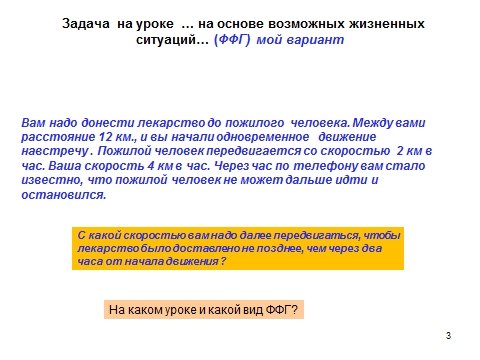 Задача на уроке … на основе возможных жизненных
ситуаций… (ФФГ) мой вариант
Вам надо донести лекарство до пожилого человека. Между вами
расстояние 12 км., и вы начали одновременное движение
навстречу. Пожилой человек передвигается со скоростью 2 км в
час. Ваша скорость 4 км в час. Через час по телефону вам стало
известно, что пожилой человек не может дальше идти и
остановился.
С какой скоростью вам надо далее передвигаться, чтобы
лекарство было доставлено не позднее, чем через два
часа от начала движения?
На каком уроке и какой вид ФФГ?
3